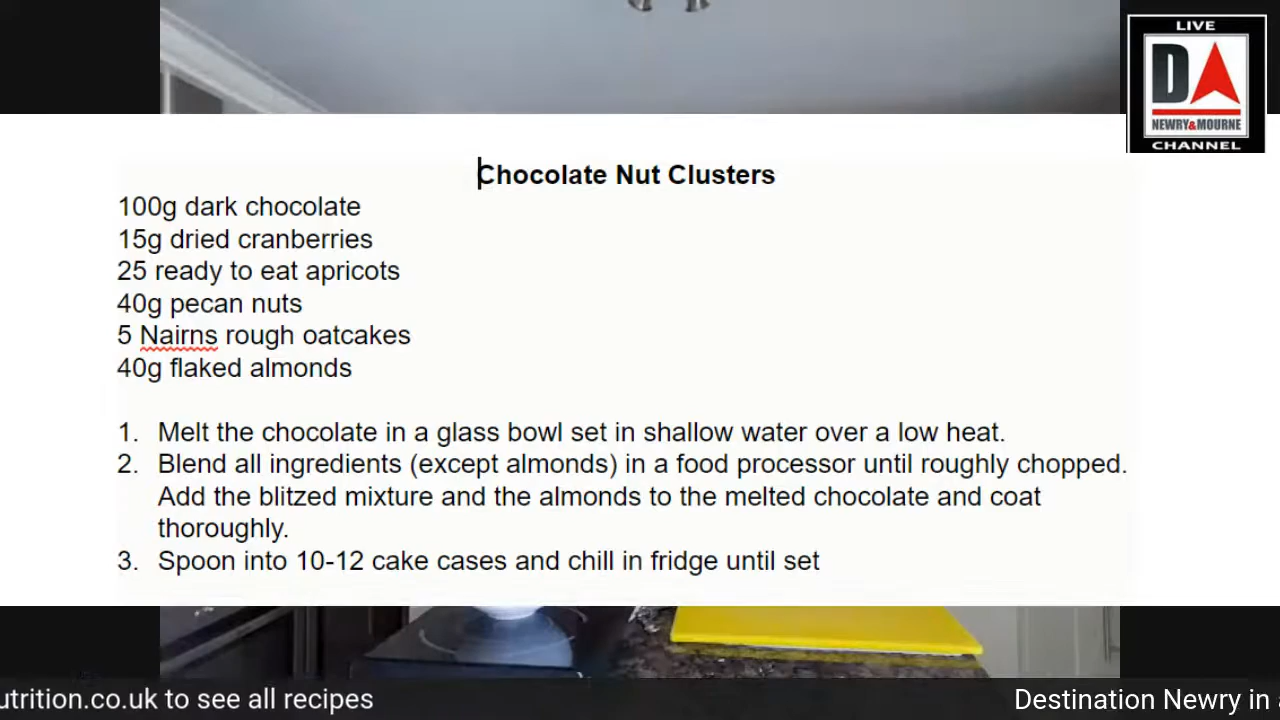 LIVE
DA
NEWRY&MOURNE
CHANNEL
Chocolate Nut Clusters
100g dark chocolate
15g dried cranberries
25 ready to eat apricots
40g pecan nuts
5 Nairns rough oatcakes
40g flaked almonds
1. Melt the chocolate in a glass bowl set in shallow water over a low heat.
2. Blend all ingredients (except almonds) in a food processor until roughly chopped.
Add the blitzed mixture and the almonds to the melted chocolate and coat
thoroughly.
3. Spoon into 10-12 cake cases and chill in fridge until set
utrition.co.uk to see all recipes
Destination Newry in